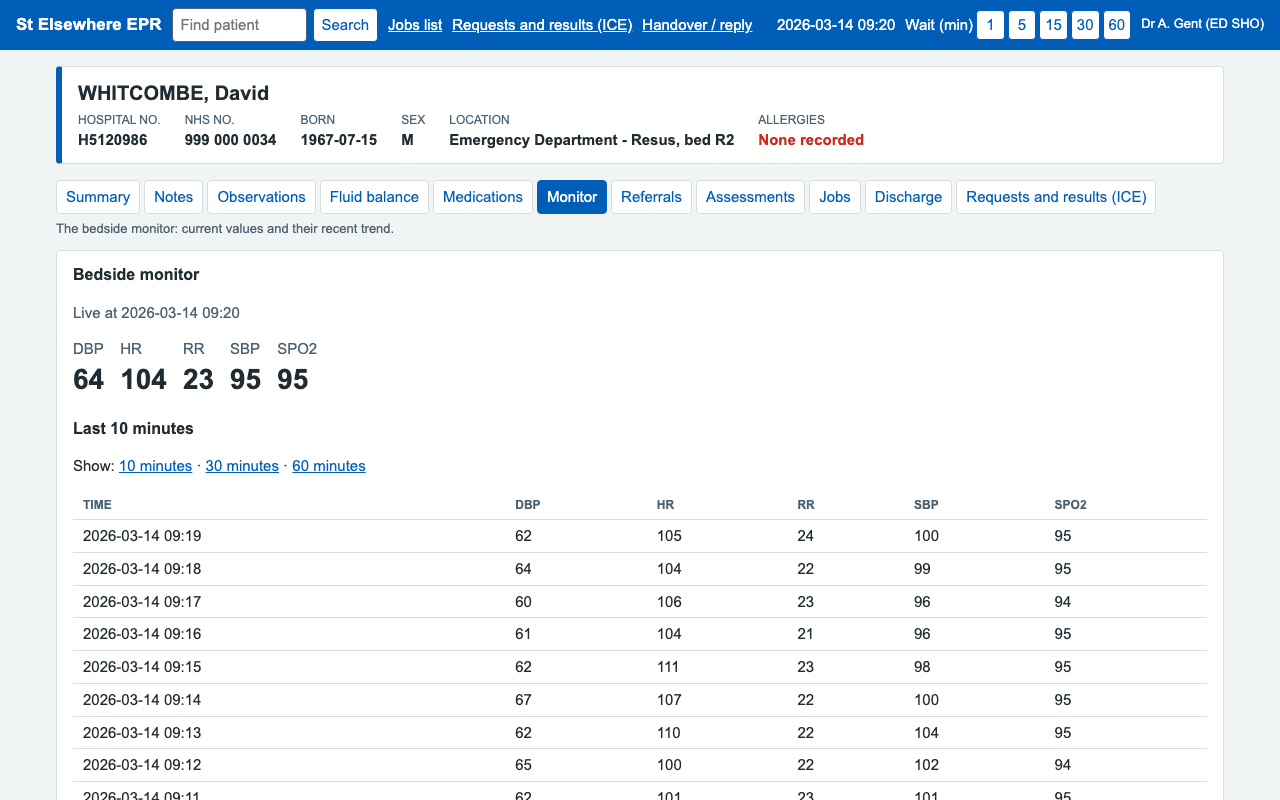 St Elsewhere EPR Find patient Search Jobs list Requests and results (ICE) Handover / reply 2026-03-14 09:20 Wait (min) 1 5 15 30 60 Dr A. Gent (ED SHO)
WHITCOMBE, David
HOSPITAL NO. NHS NO. BORN SEX LOCATION ALLERGIES
H5120986 999 000 0034 1967-07-15 M Emergency Department - Resus, bed R2 None recorded
Summary Notes Observations Fluid balance Medications Monitor Referrals Assessments Jobs Discharge Requests and results (ICE)
The bedside monitor: current values and their recent trend.
Bedside monitor
Live at 2026-03-14 09:20
DBP HR RR SBP SPO2
64 104 23 95 95
Last 10 minutes
Show: 10 minutes · 30 minutes · 60 minutes
TIME DBP HR RR SBP SPO2
2026-03-14 09:19 62 105 24 100 95
2026-03-14 09:18 64 104 22 99 95
2026-03-14 09:17 60 106 23 96 94
2026-03-14 09:16 61 104 21 96 95
2026-03-14 09:15 62 111 23 98 95
2026-03-14 09:14 67 107 22 100 95
2026-03-14 09:13 62 110 22 104 95
2026-03-14 09:12 65 100 22 102 94
2026-03-14 09:11 62 101 23 101 95